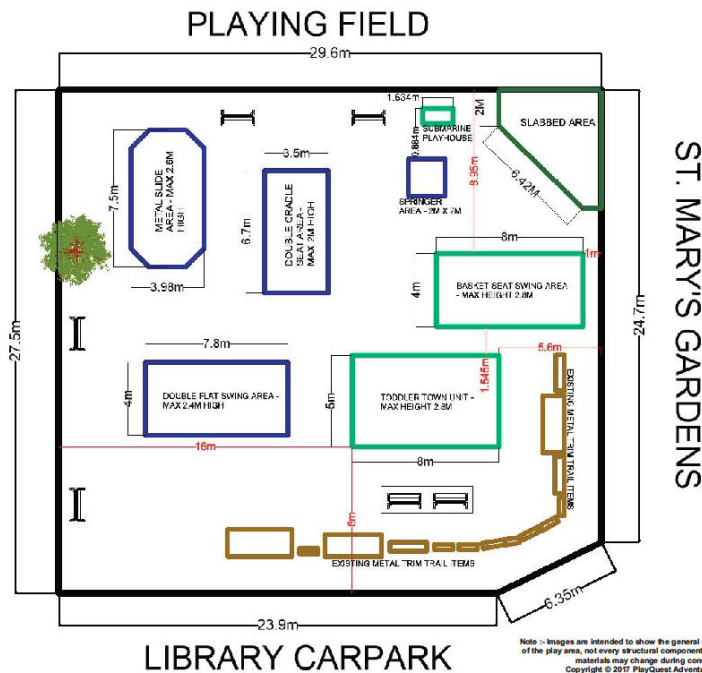 PLAYING FIELD
29.6m
1.634m
2M
SLABBED AREA
0.884m
SUBMARINE
PLAYHOUSE
6.42M
8.95m
7.5m
METAL SLIDE
AREA - MAX 2.6M
HIGH
3.98m
3.5m
6.7m
DOUBLE CRADLE
SEAT AREA -
MAX 2M HIGH
SPRINGER
AREA - 2M X 2M
8m
1m
4m
BASKET SEAT SWING AREA
- MAX HEIGHT 2.8M
27.5m
24.7m
ST. MARY'S GARDENS
7.8m
4m
DOUBLE FLAT SWING AREA -
MAX 2.4M HIGH
5m
TODDLER TOWN UNIT -
MAX HEIGHT 2.8M
1.545m
5.6m
EXISTING METAL TRIM TRAIL ITEMS
16m
8m
8m
EXISTING METAL TRIM TRAIL ITEMS
23.9m
6.35m
LIBRARY CARPARK
Note :- Images are intended to show the general
of the play area, not every structural component
materials may change during con
Copyright © 2017 PlayQuest Adventu